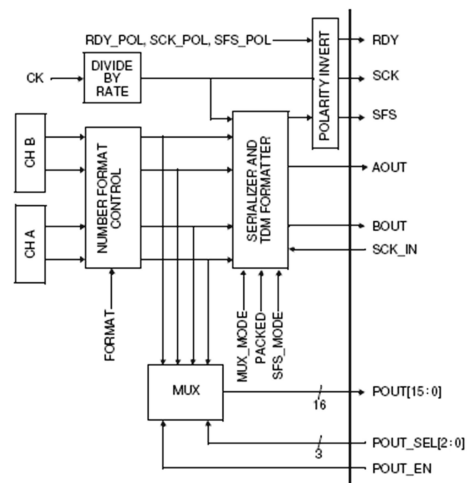 RDY_POL, SCK_POL, SFS_POL
RDY
CK
DIVIDE
BY
RATE
POLARITY INVERT
SCK
SFS
CH B
NUMBER FORMAT
CONTROL
SERIALIZER AND
TDM FORMATTER
AOUT
CH A
BOUT
SCK_IN
FORMAT
MUX_MODE
PACKED
SFS_MODE
MUX
16
POUT[15:0]
3
POUT_SEL[2:0]
POUT_EN